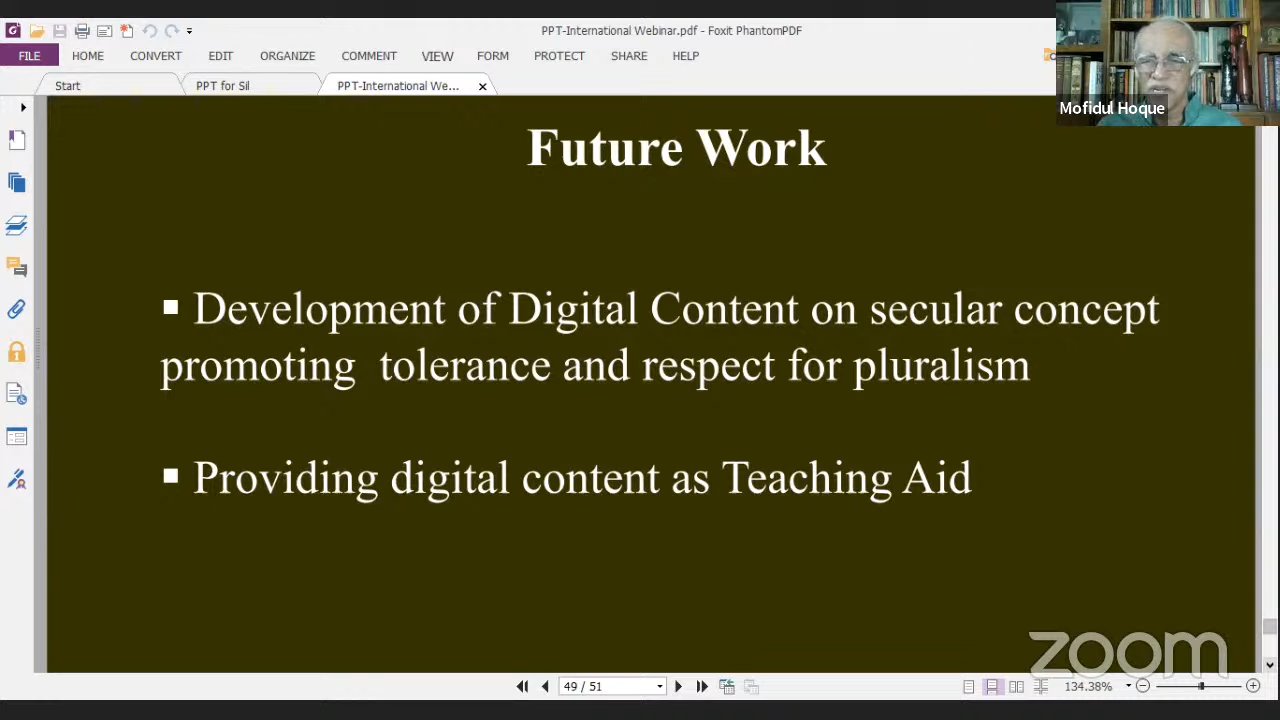 PPT-International Webinar.pdf - Foxit PhantomPDF
FILE HOME CONVERT EDIT ORGANIZE COMMENT VIEW FORM PROTECT SHARE HELP
Start PPT for Sil PPT-International We...
Mofidul Hoque
Future Work
▪ Development of Digital Content on secular concept
promoting tolerance and respect for pluralism
▪ Providing digital content as Teaching Aid
zoom
49 / 51 134.38%